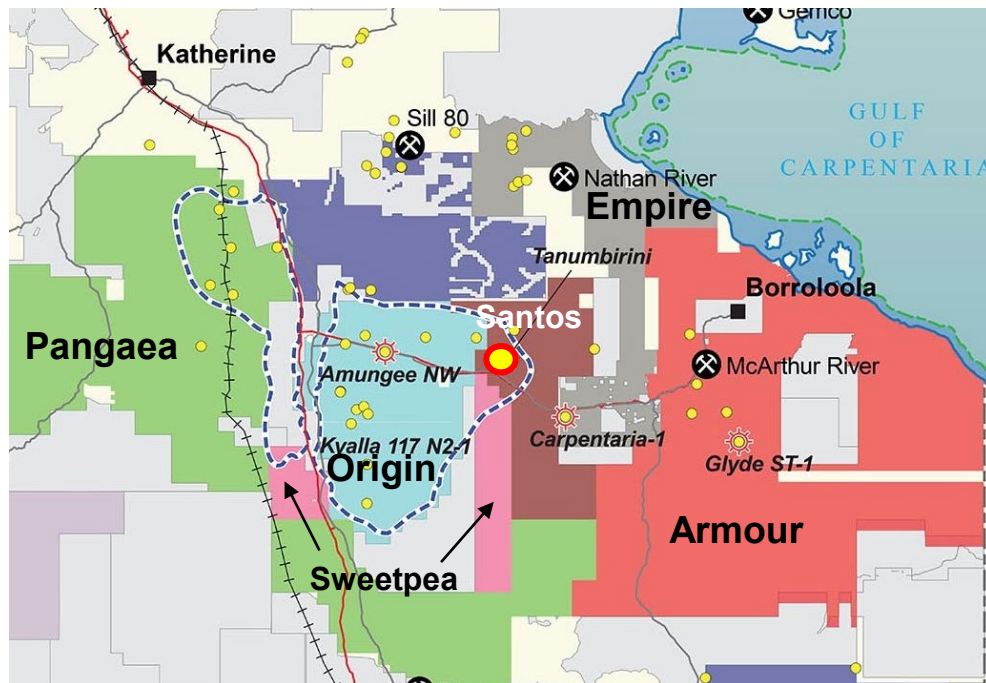 Gemco
Katherine
Sill 80
GULF
OF
CARPENTARIA
Nathan River
Empire
Tanumbirini
Borroloola
Santos
Pangaea
McArthur River
Amungee NW
Carpentaria-1
Kyalla 117 N2-1
Origin
Glyde ST-1
Armour
Sweetpea